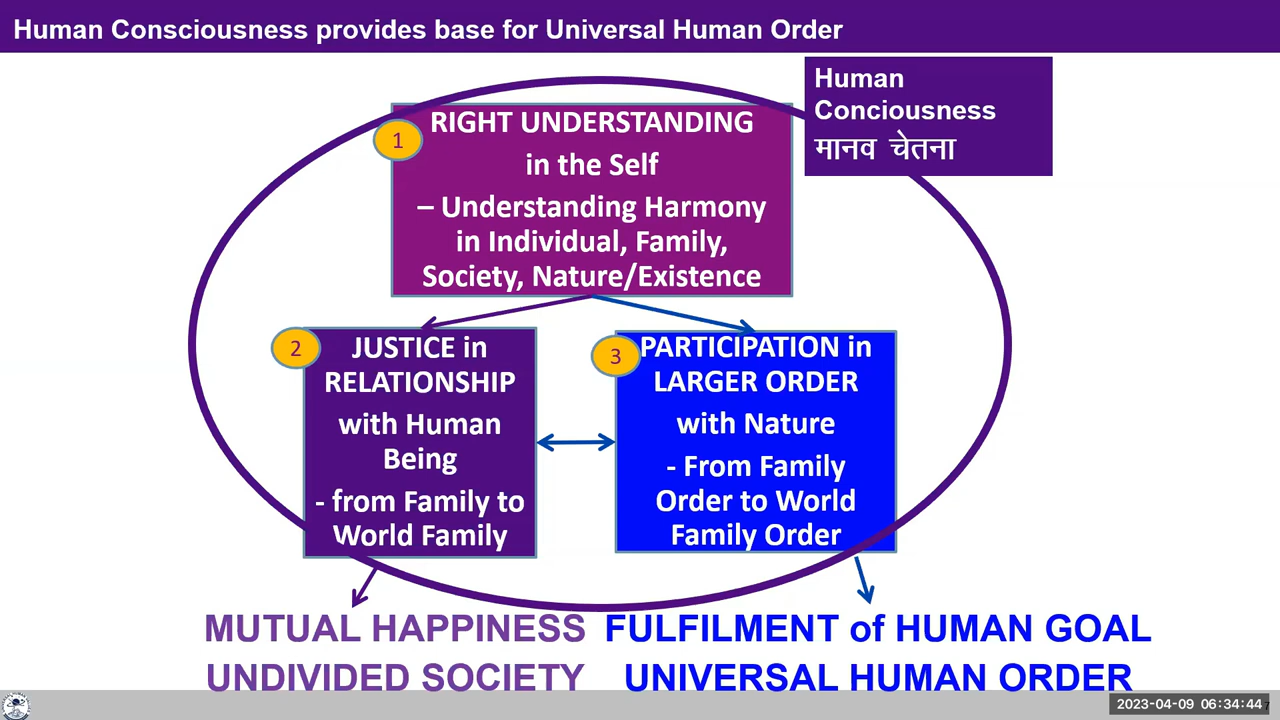 Human Consciousness provides base for Universal Human Order
Human
Conciousness
मानव चेतना
1
RIGHT UNDERSTANDING
in the Self
– Understanding Harmony
in Individual, Family,
Society, Nature/Existence
2
JUSTICE in
RELATIONSHIP
with Human
Being
- from Family to
World Family
3
PARTICIPATION in
LARGER ORDER
with Nature
- From Family
Order to World
Family Order
MUTUAL HAPPINESS
UNDIVIDED SOCIETY
FULFILMENT of HUMAN GOAL
UNIVERSAL HUMAN ORDER
2023-04-09 06:34:44
7